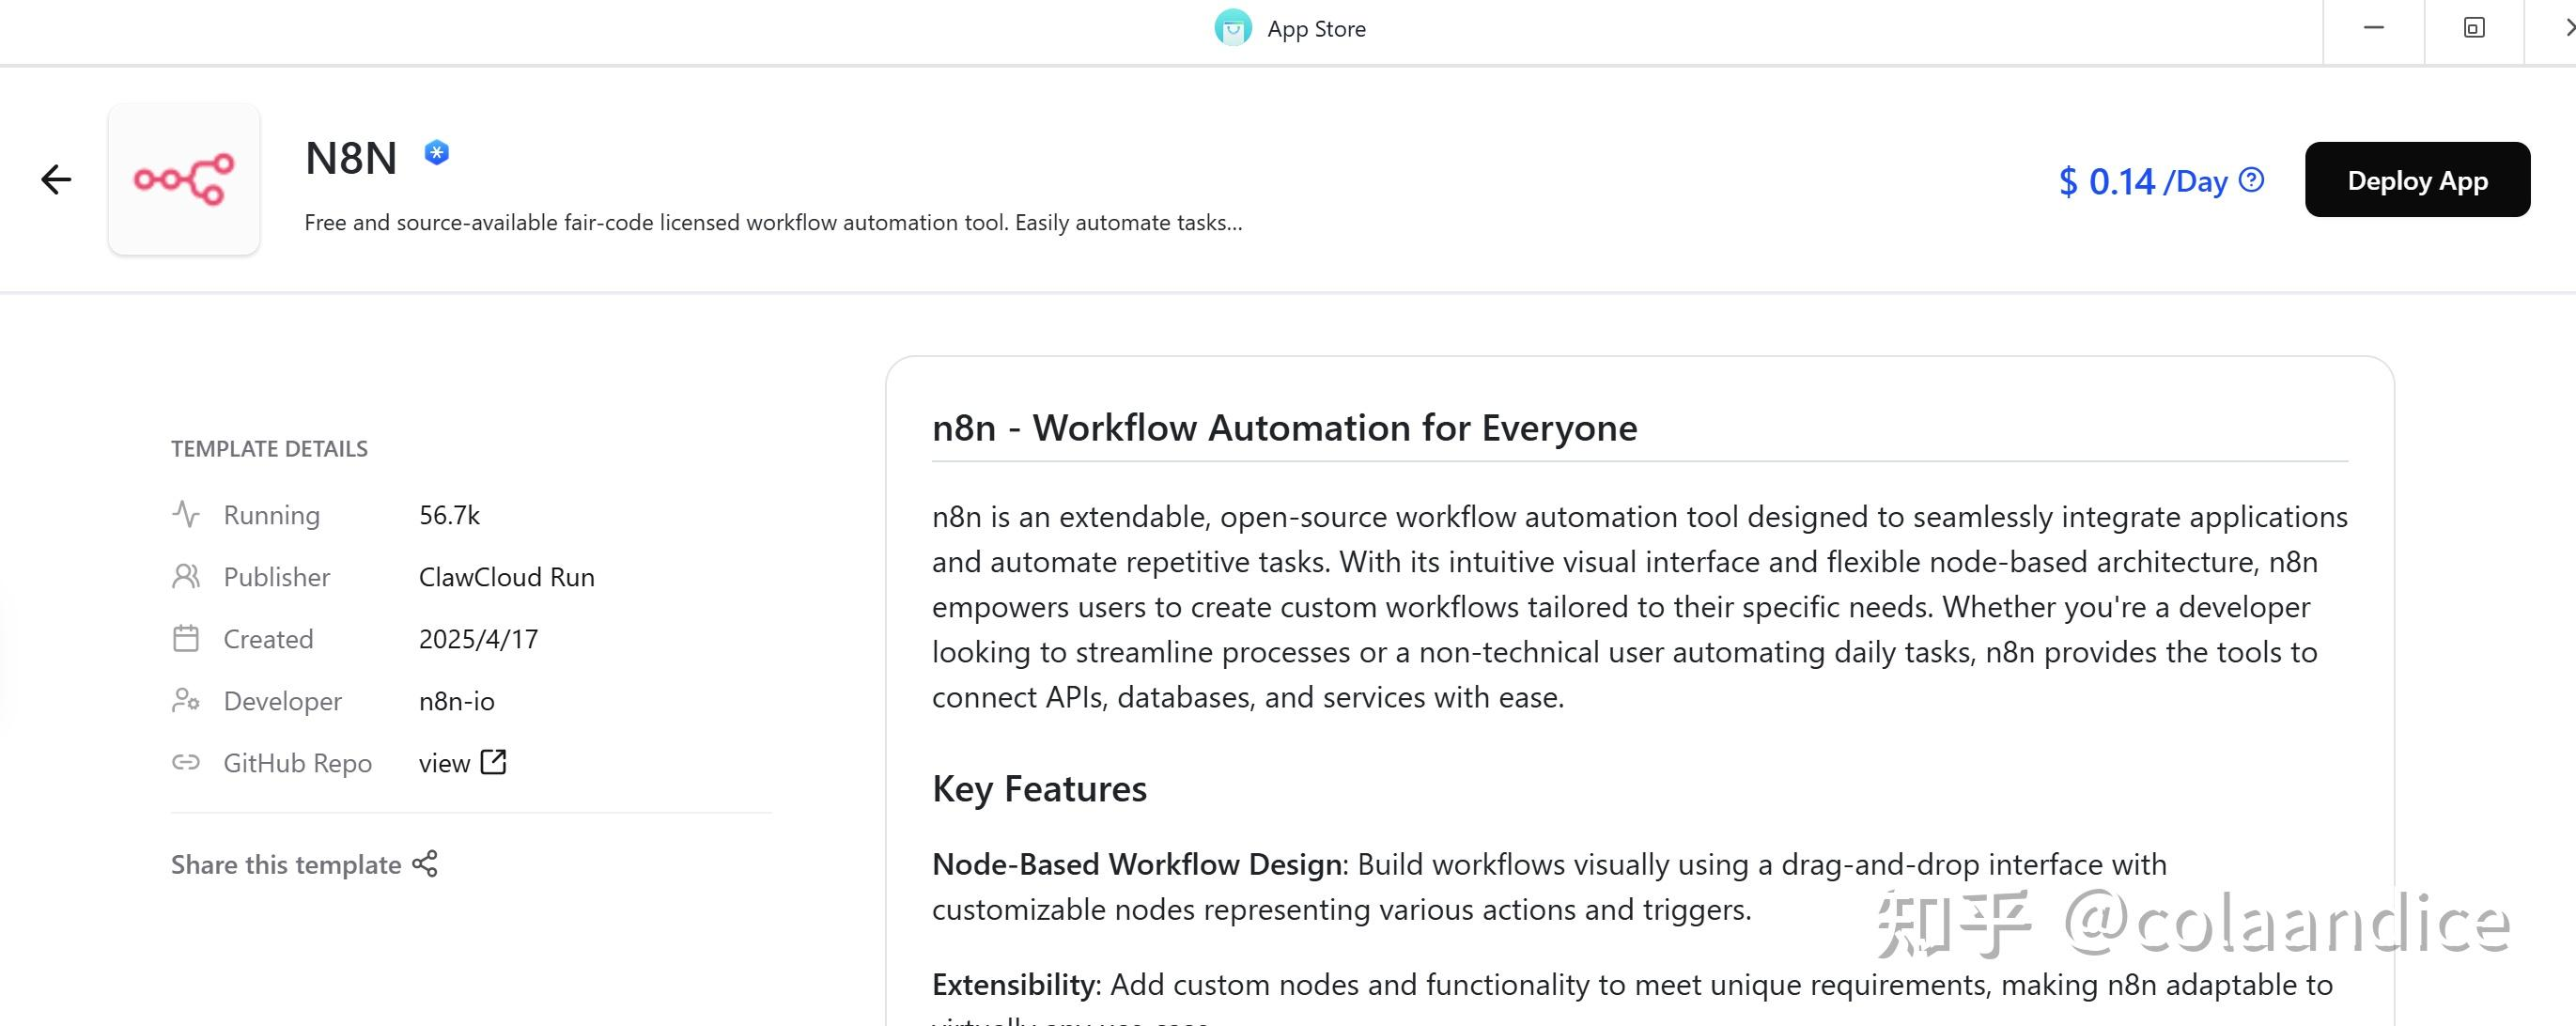 App Store
N8N
Free and source-available fair-code licensed workflow automation tool. Easily automate tasks...
$ 0.14 /Day
Deploy App
TEMPLATE DETAILS
Running 56.7k
Publisher ClawCloud Run
Created 2025/4/17
Developer n8n-io
GitHub Repo view
Share this template
n8n - Workflow Automation for Everyone
n8n is an extendable, open-source workflow automation tool designed to seamlessly integrate applications
and automate repetitive tasks. With its intuitive visual interface and flexible node-based architecture, n8n
empowers users to create custom workflows tailored to their specific needs. Whether you're a developer
looking to streamline processes or a non-technical user automating daily tasks, n8n provides the tools to
connect APIs, databases, and services with ease.
Key Features
Node-Based Workflow Design: Build workflows visually using a drag-and-drop interface with
customizable nodes representing various actions and triggers.
Extensibility: Add custom nodes and functionality to meet unique requirements, making n8n adaptable to
知乎 @colaandice